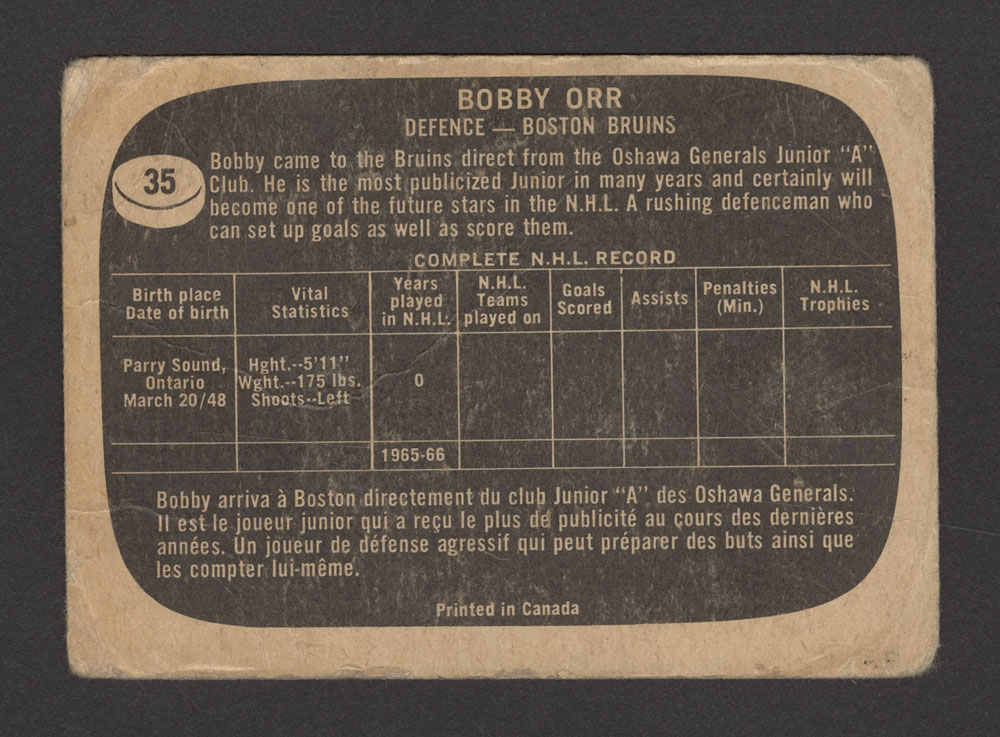 BOBBY ORR
DEFENCE — BOSTON BRUINS
35
Bobby came to the Bruins direct from the Oshawa Generals Junior “A”
Club. He is the most publicized Junior in many years and certainly will
become one of the future stars in the N.H.L. A rushing defenceman who
can set up goals as well as score them.
COMPLETE N.H.L. RECORD
Birth place
Date of birth
Vital
Statistics
Years
played
in N.H.L.
N.H.L.
Teams
played on
Goals
Scored
Assists
Penalties
(Min.)
N.H.L.
Trophies
Parry Sound,
Ontario
March 20/48
Hght.--5'11''
Wght.--175 lbs.
Shoots--Left
0
1965-66
Bobby arriva à Boston directement du club Junior “A” des Oshawa Generals.
Il est le joueur junior qui a reçu le plus de publicité au cours des dernières
années. Un joueur de défense agressif qui peut préparer des buts ainsi que
les compter lui-même.
Printed in Canada